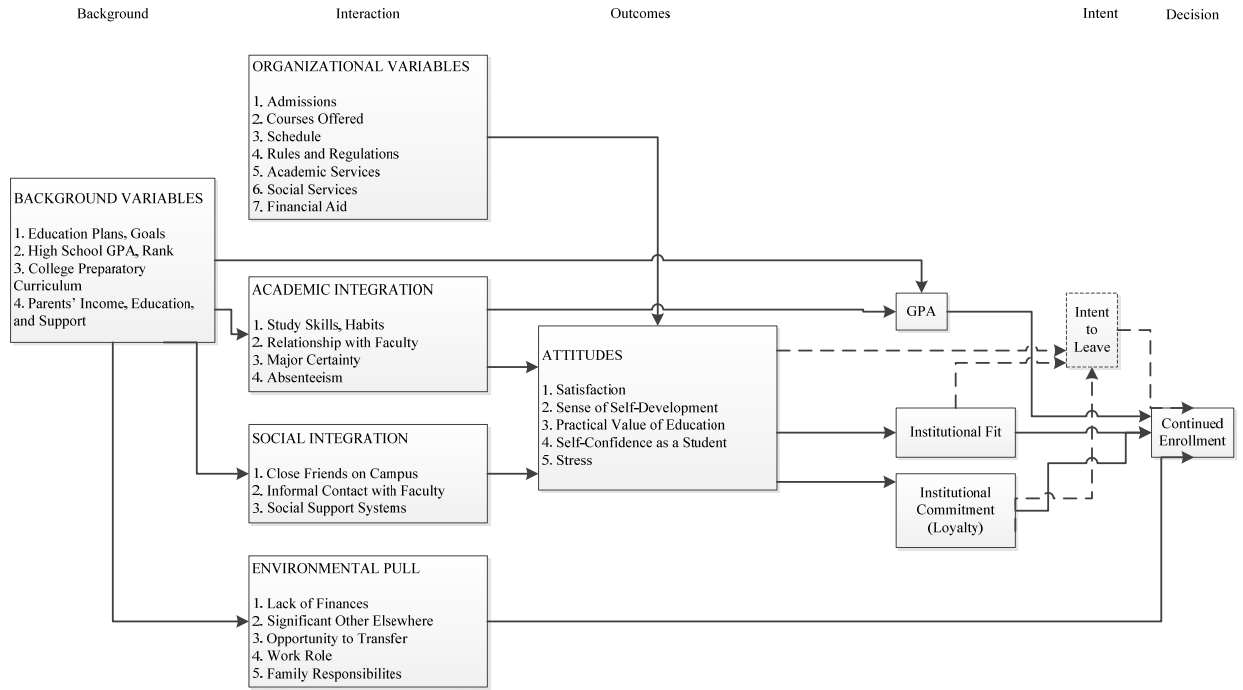 Background
Interaction
Outcomes
Intent
Decision
ORGANIZATIONAL VARIABLES
1. Admissions
2. Courses Offered
3. Schedule
4. Rules and Regulations
5. Academic Services
6. Social Services
7. Financial Aid
BACKGROUND VARIABLES
1. Education Plans, Goals
2. High School GPA, Rank
3. College Preparatory
Curriculum
4. Parents' Income, Education,
and Support
ACADEMIC INTEGRATION
1. Study Skills, Habits
2. Relationship with Faculty
3. Major Certainty
4. Absenteeism
SOCIAL INTEGRATION
1. Close Friends on Campus
2. Informal Contact with Faculty
3. Social Support Systems
ENVIRONMENTAL PULL
1. Lack of Finances
2. Significant Other Elsewhere
3. Opportunity to Transfer
4. Work Role
5. Family Responsibilites
ATTITUDES
1. Satisfaction
2. Sense of Self-Development
3. Practical Value of Education
4. Self-Confidence as a Student
5. Stress
GPA
Institutional Fit
Institutional
Commitment
(Loyalty)
Intent
to
Leave
Continued
Enrollment